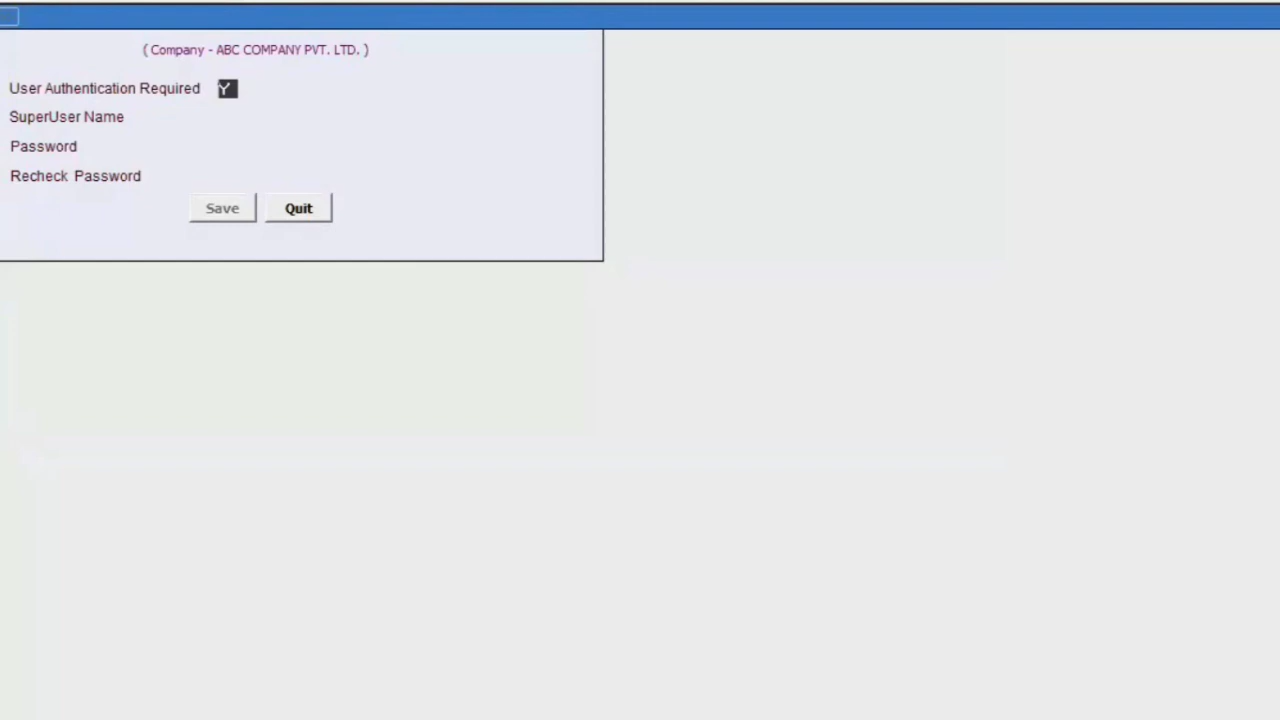 ( Company - ABC COMPANY PVT. LTD. )
User Authentication Required Y
SuperUser Name
Password
Recheck Password
Save Quit